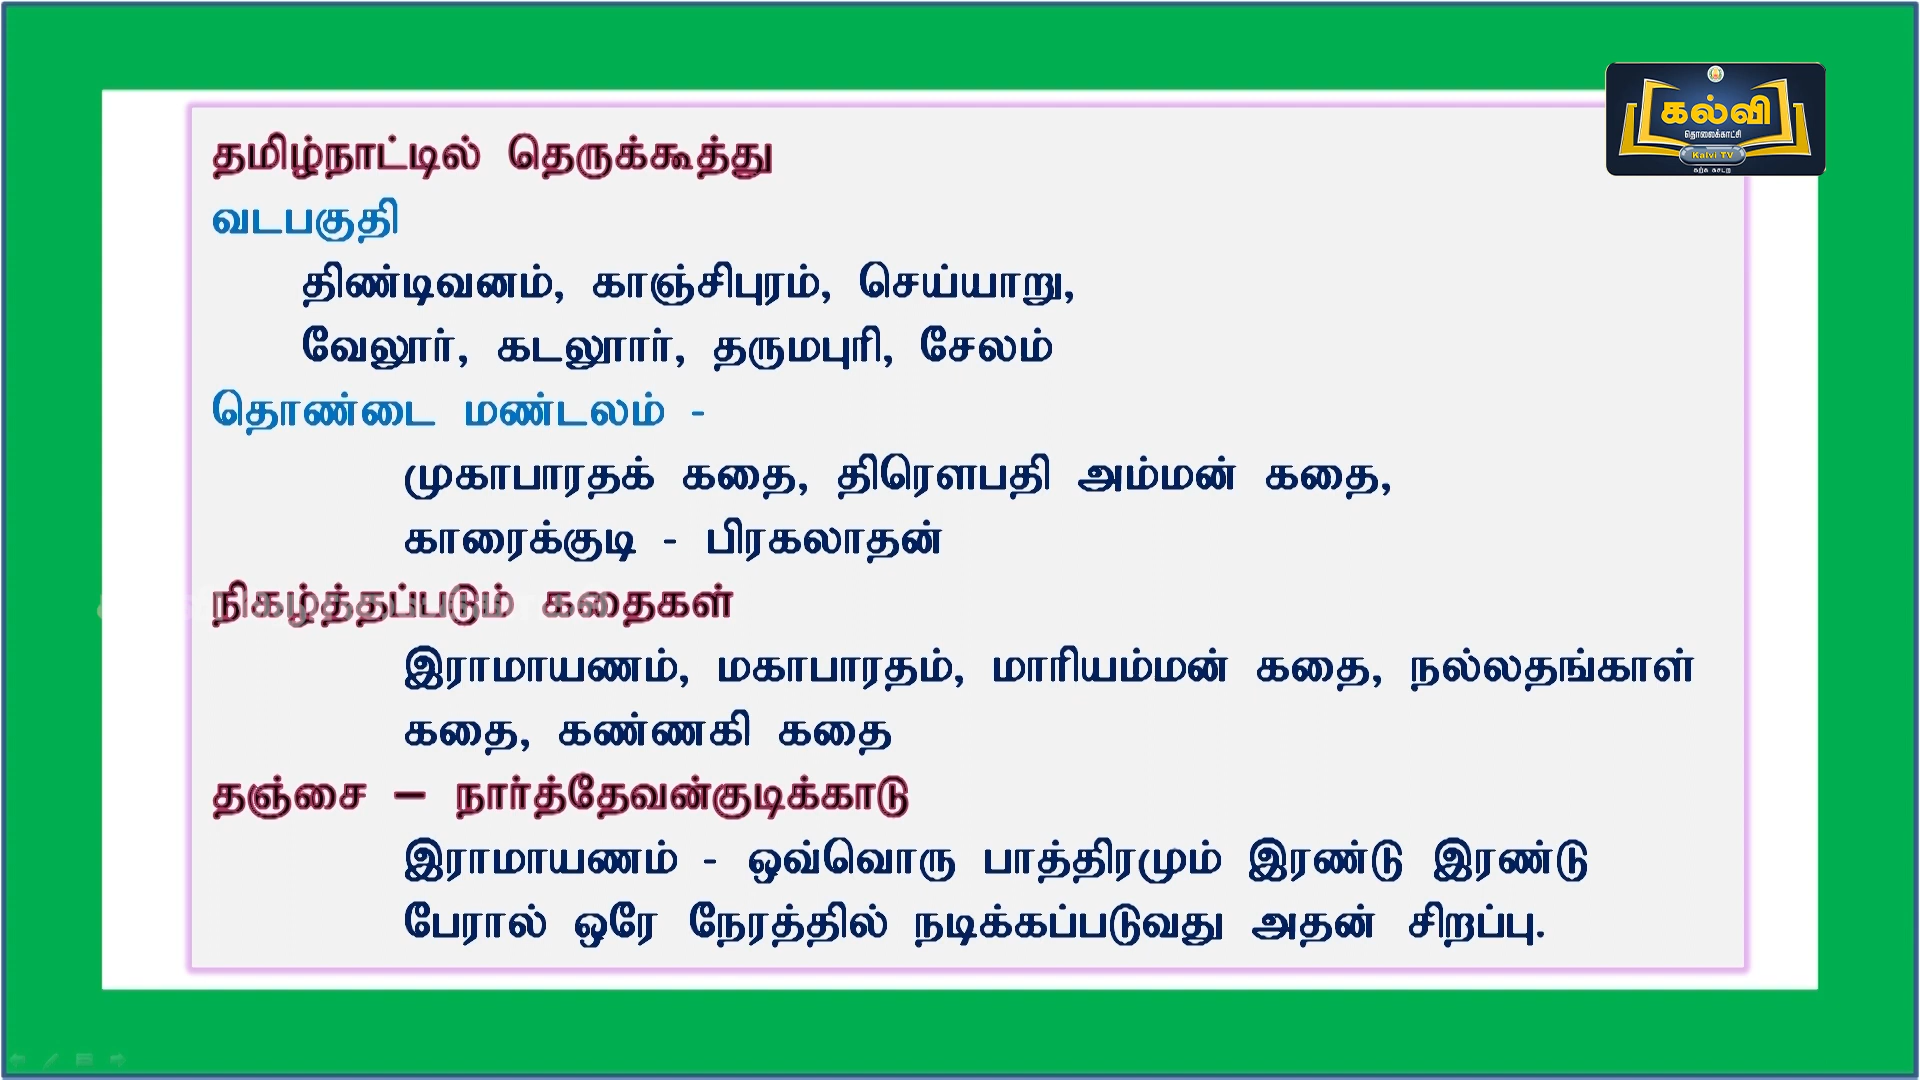 கல்வி
தொலைக்காட்சி
Kalvi TV
தமிழ்நாட்டில் தெருக்கூத்து
வடபகுதி
திண்டிவனம், காஞ்சிபுரம், செய்யாறு,
வேலூர், கடலூார், தருமபுரி, சேலம்
தொண்டை மண்டலம் -
முகாபாரதக் கதை, திரௌபதி அம்மன் கதை,
காரைக்குடி - பிரகலாதன்
நிகழ்த்தப்படும் கதைகள்
இராமாயணம், மகாபாரதம், மாரியம்மன் கதை, நல்லதங்காள்
கதை, கண்ணகி கதை
தஞ்சை – நார்த்தேவன்குடிக்காடு
இராமாயணம் - ஒவ்வொரு பாத்திரமும் இரண்டு இரண்டு
பேரால் ஒரே நேரத்தில் நடிக்கப்படுவது அதன் சிறப்பு.